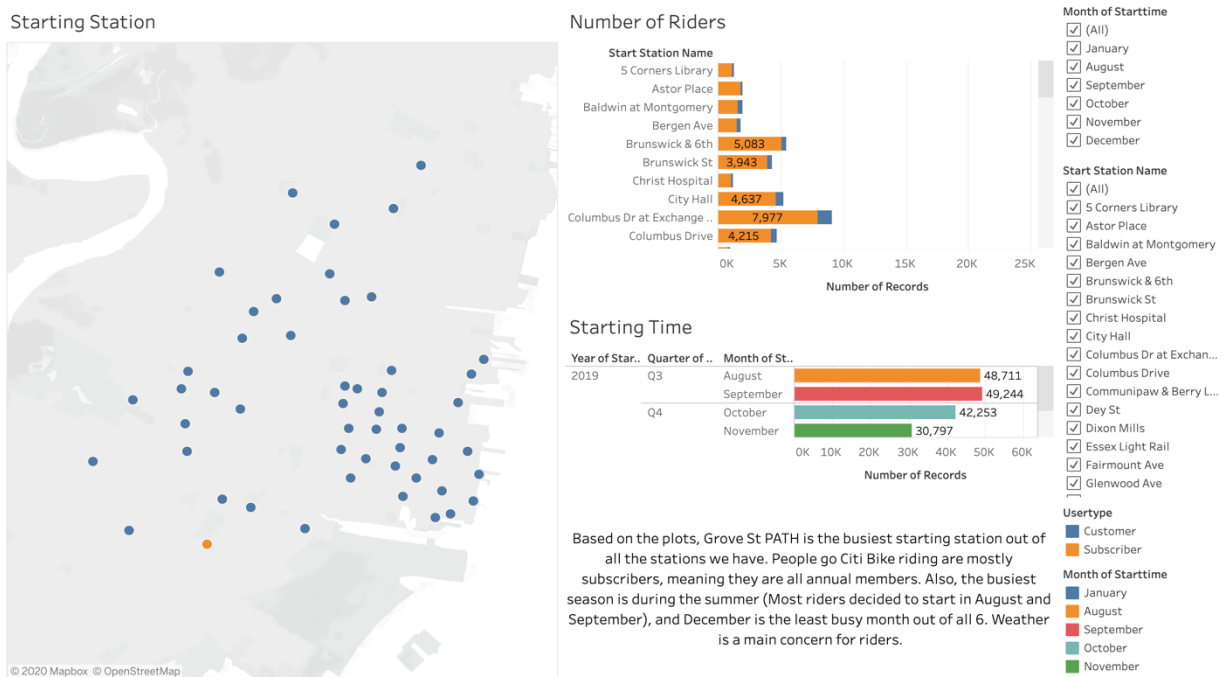 Starting Station
© 2020 Mapbox © OpenStreetMap
Number of Riders
Start Station Name
5 Corners Library
Astor Place
Baldwin at Montgomery
Bergen Ave
Brunswick & 6th
5,083
Brunswick St
3,943
Christ Hospital
City Hall
4,637
Columbus Dr at Exchange ..
7,977
Columbus Drive
4,215
0K 5K 10K 15K 20K 25K
Number of Records
Starting Time
Year of Star.. Quarter of .. Month of St..
2019 Q3 August 48,711
September 49,244
Q4 October 42,253
November 30,797
0K 10K 20K 30K 40K 50K 60K
Number of Records
Based on the plots, Grove St PATH is the busiest starting station out of
all the stations we have. People go Citi Bike riding are mostly
subscribers, meaning they are all annual members. Also, the busiest
season is during the summer (Most riders decided to start in August and
September), and December is the least busy month out of all 6. Weather
is a main concern for riders.
Month of Starttime
(All)
January
August
September
October
November
December
Start Station Name
(All)
5 Corners Library
Astor Place
Baldwin at Montgomery
Bergen Ave
Brunswick & 6th
Brunswick St
Christ Hospital
City Hall
Columbus Dr at Exchan...
Columbus Drive
Communipaw & Berry L...
Dey St
Dixon Mills
Essex Light Rail
Fairmount Ave
Glenwood Ave
Usertype
Customer
Subscriber
Month of Starttime
January
August
September
October
November